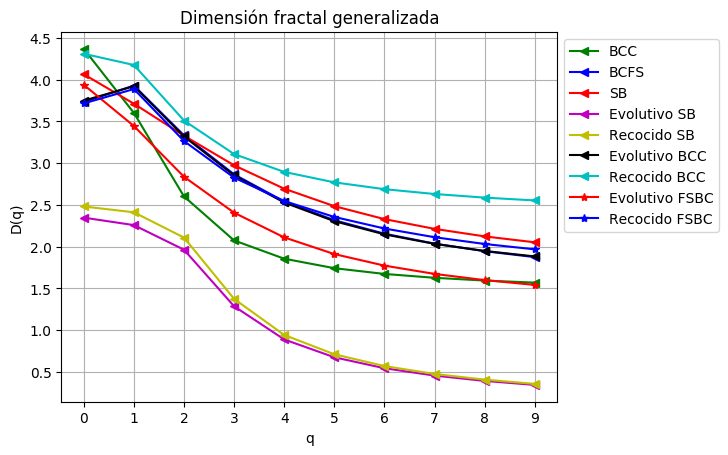 Dimensión fractal generalizada
4.5
4.0
3.5
3.0
2.5
2.0
1.5
1.0
0.5
D(q)
0 1 2 3 4 5 6 7 8 9
q
BCC
BCFS
SB
Evolutivo SB
Recocido SB
Evolutivo BCC
Recocido BCC
Evolutivo FSBC
Recocido FSBC